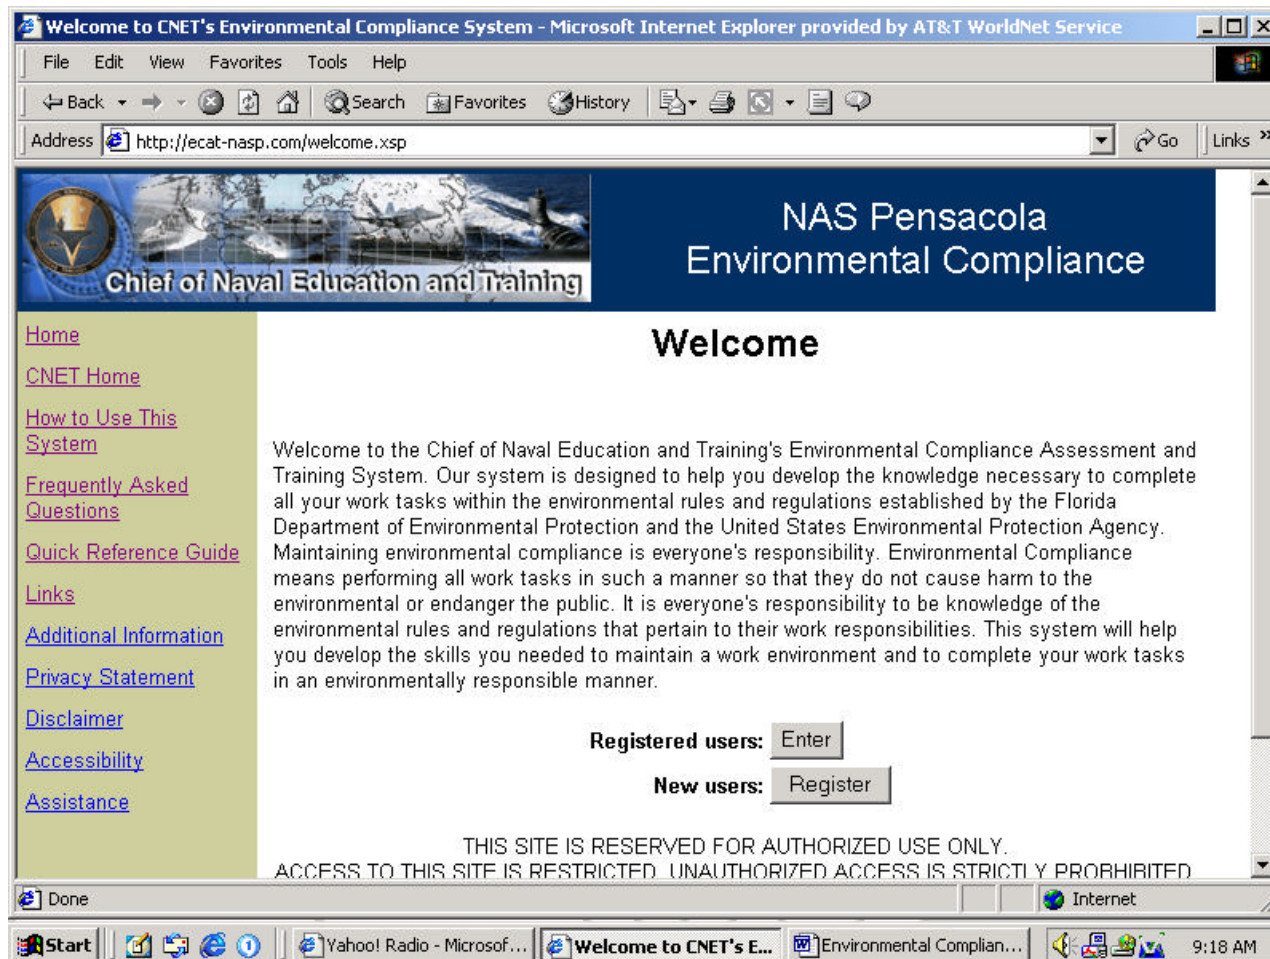 Welcome to CNET's Environmental Compliance System - Microsoft Internet Explorer provided by AT&T WorldNet Service
File Edit View Favorites Tools Help
Back Search Favorites History
Address http://ecat-nasp.com/welcome.xsp Go Links »
Chief of Naval Education and Training
NAS Pensacola
Environmental Compliance
Home
CNET Home
How to Use This
System
Frequently Asked
Questions
Quick Reference Guide
Links
Additional Information
Privacy Statement
Disclaimer
Accessibility
Assistance
Welcome
Welcome to the Chief of Naval Education and Training's Environmental Compliance Assessment and
Training System. Our system is designed to help you develop the knowledge necessary to complete
all your work tasks within the environmental rules and regulations established by the Florida
Department of Environmental Protection and the United States Environmental Protection Agency.
Maintaining environmental compliance is everyone's responsibility. Environmental Compliance
means performing all work tasks in such a manner so that they do not cause harm to the
environmental or endanger the public. It is everyone's responsibility to be knowledge of the
environmental rules and regulations that pertain to their work responsibilities. This system will help
you develop the skills you needed to maintain a work environment and to complete your work tasks
in an environmentally responsible manner.
Registered users: Enter
New users: Register
THIS SITE IS RESERVED FOR AUTHORIZED USE ONLY.
ACCESS TO THIS SITE IS RESTRICTED. UNAUTHORIZED ACCESS IS STRICTLY PROBHIBITED
Done Internet
Start Yahoo! Radio - Microsof... Welcome to CNET's E... Environmental Complian... 9:18 AM